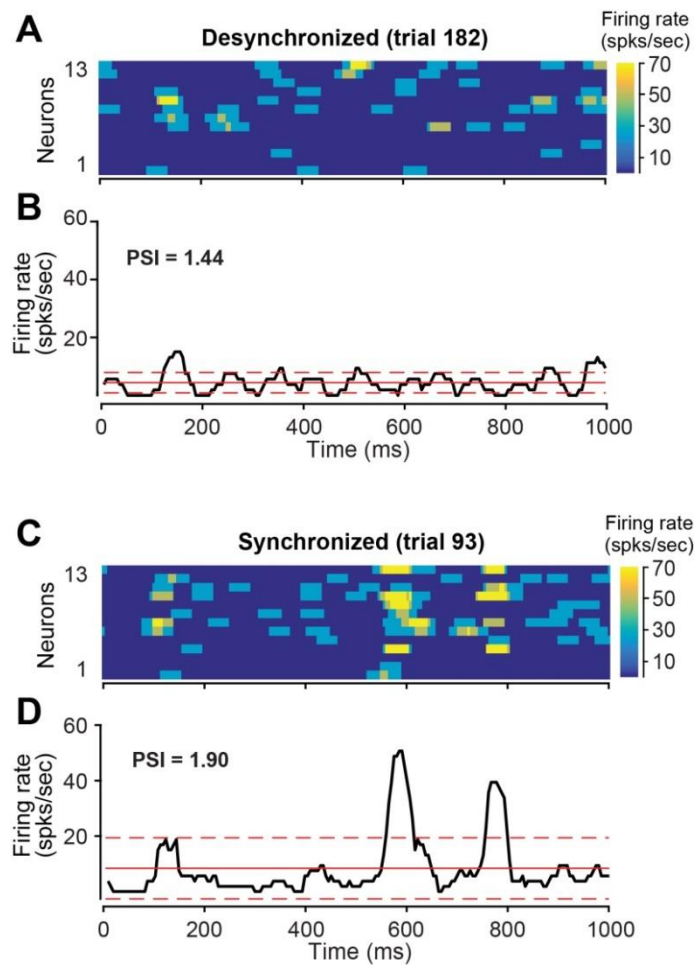 A
Desynchronized (trial 182)
Firing rate
(spks/sec)
Neurons
13
1
70
50
30
10
B
PSI = 1.44
Firing rate
(spks/sec)
60
40
20
0 200 400 600 800 1000
Time (ms)
C
Synchronized (trial 93)
Firing rate
(spks/sec)
Neurons
13
1
70
50
30
10
D
PSI = 1.90
Firing rate
(spks/sec)
60
40
20
0 200 400 600 800 1000
Time (ms)